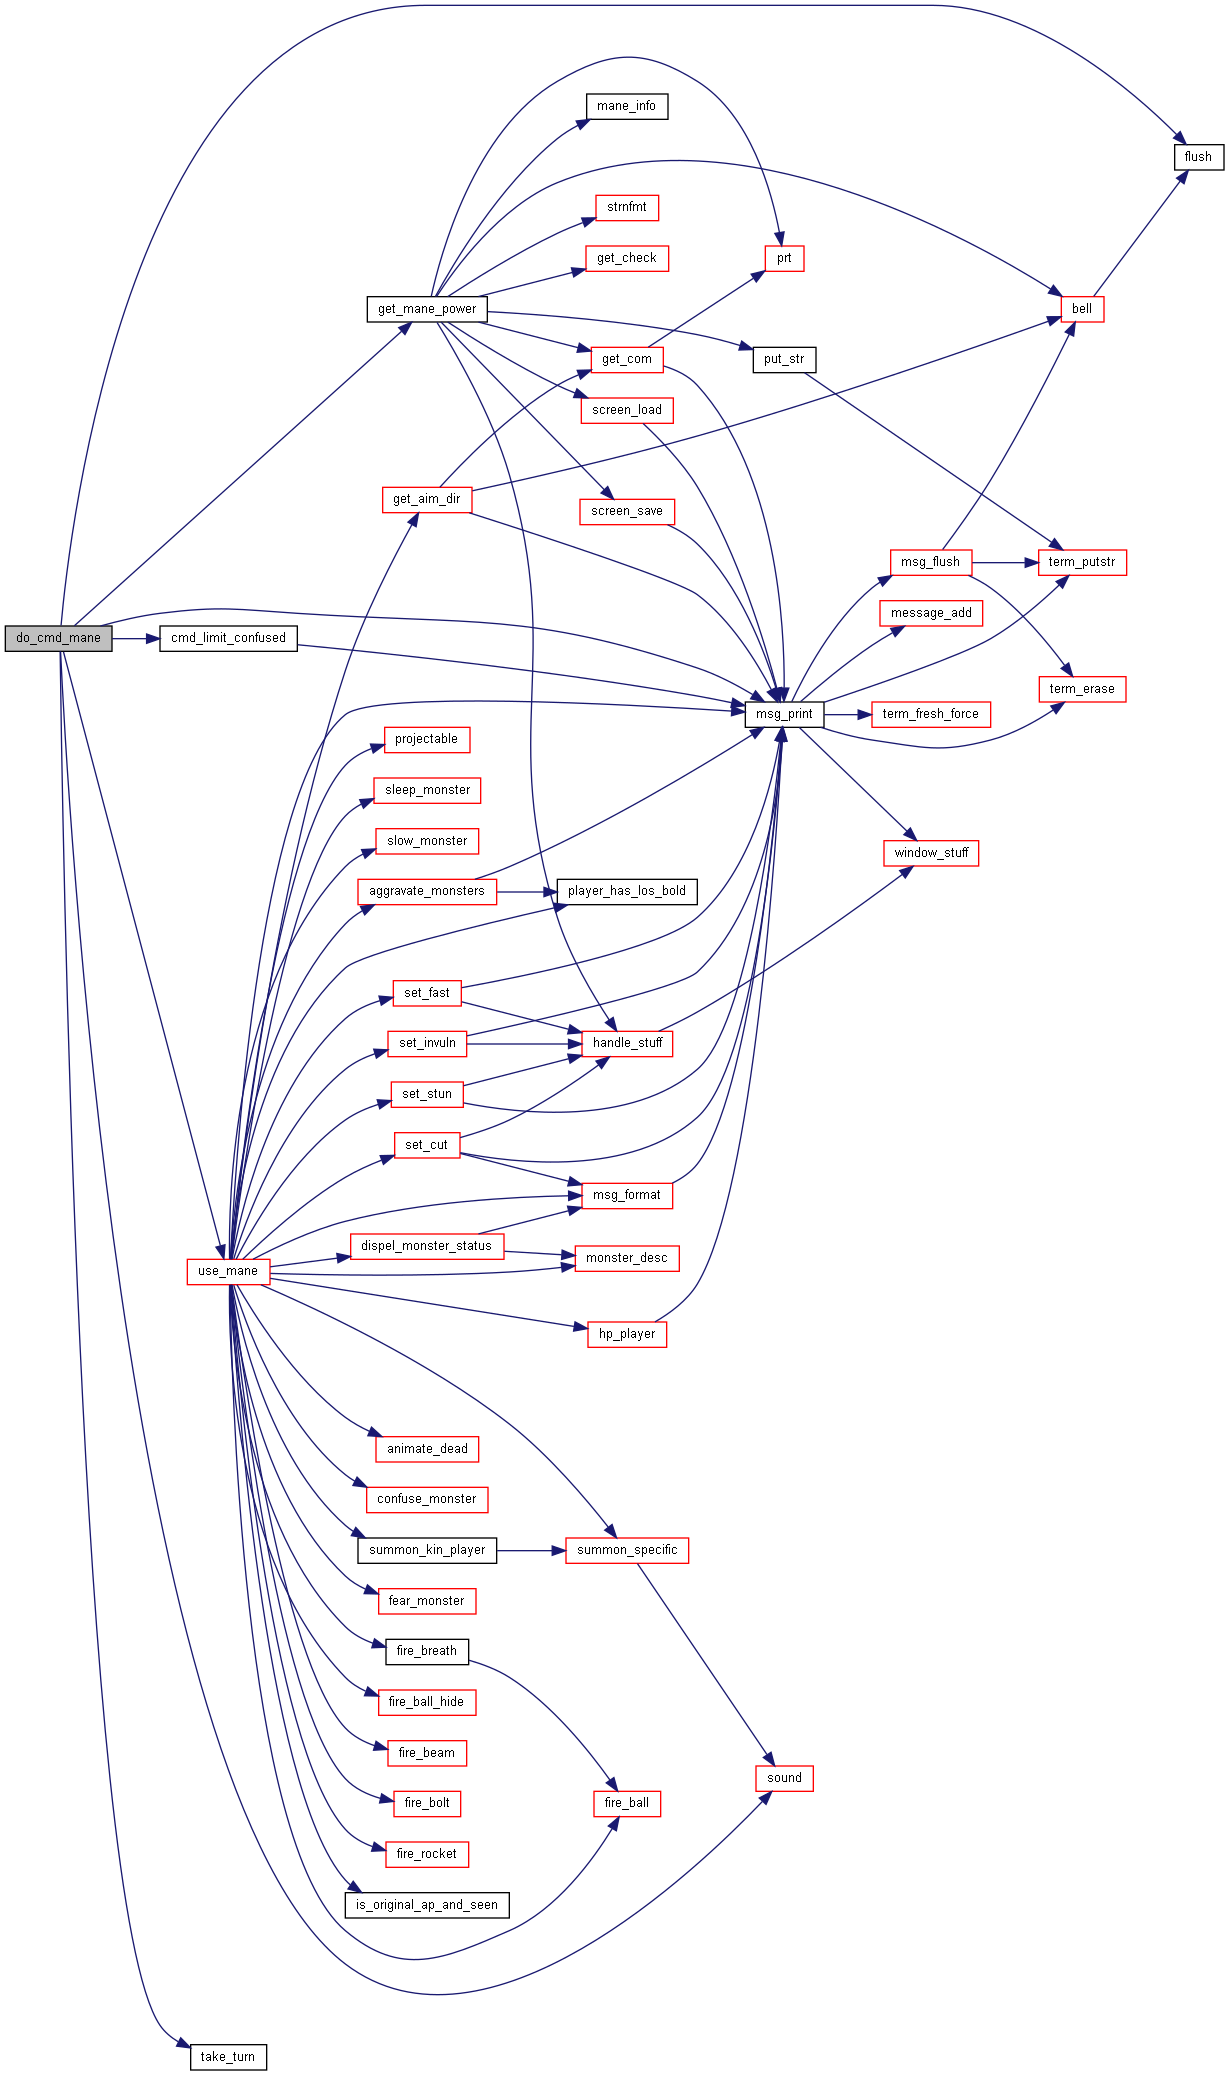 mane_info
flush
strnfmt
get_check
prt
get_mane_power
bell
get_com
put_str
screen_load
get_aim_dir
screen_save
msg_flush
term_putstr
message_add
do_cmd_mane
cmd_limit_confused
term_erase
msg_print
term_fresh_force
projectable
sleep_monster
slow_monster
window_stuff
aggravate_monsters
player_has_los_bold
set_fast
set_invuln
handle_stuff
set_stun
set_cut
msg_format
dispel_monster_status
monster_desc
use_mane
hp_player
animate_dead
confuse_monster
summon_kin_player
summon_specific
fear_monster
fire_breath
fire_ball_hide
fire_beam
sound
fire_bolt
fire_ball
fire_rocket
is_original_ap_and_seen
take_turn